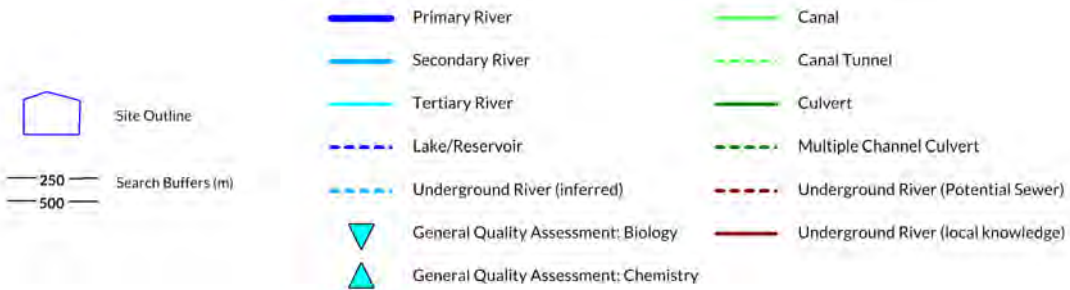 Site Outline
250
Search Buffers (m)
500
Primary River
Secondary River
Tertiary River
Lake/Reservoir
Underground River (inferred)
General Quality Assessment: Biology
General Quality Assessment: Chemistry
Canal
Canal Tunnel
Culvert
Multiple Channel Culvert
Underground River (Potential Sewer)
Underground River (local knowledge)